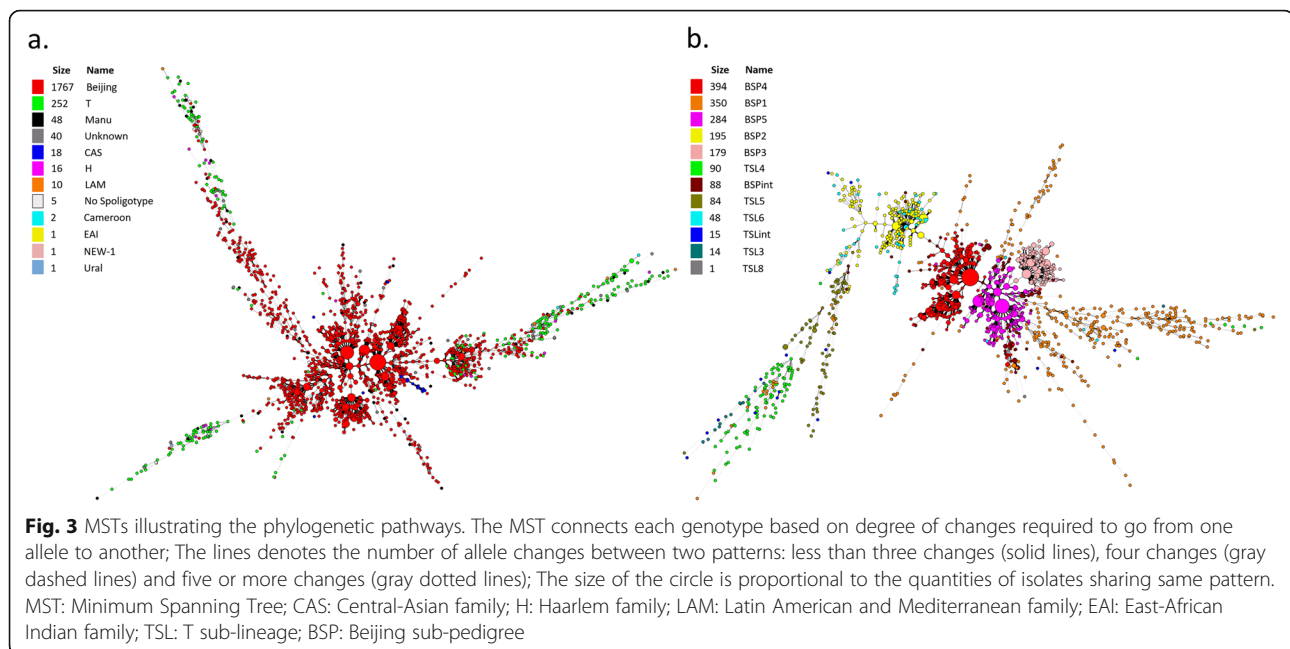 a.
Size Name
1767 Beijing
252 T
48 Manu
40 Unknown
18 CAS
16 H
10 LAM
5 No Spoligotype
2 Cameroon
1 EAI
1 NEW-1
1 Ural
b.
Size Name
394 BSP4
350 BSP1
284 BSP5
195 BSP2
179 BSP3
90 TSL4
88 BSPint
84 TSL5
48 TSL6
15 TSLint
14 TSL3
1 TSL8
Fig. 3 MSTs illustrating the phylogenetic pathways. The MST connects each genotype based on degree of changes required to go from one
allele to another; The lines denotes the number of allele changes between two patterns: less than three changes (solid lines), four changes (gray
dashed lines) and five or more changes (gray dotted lines); The size of the circle is proportional to the quantities of isolates sharing same pattern.
MST: Minimum Spanning Tree; CAS: Central-Asian family; H: Haarlem family; LAM: Latin American and Mediterranean family; EAI: East-African
Indian family; TSL: T sub-lineage; BSP: Beijing sub-pedigree